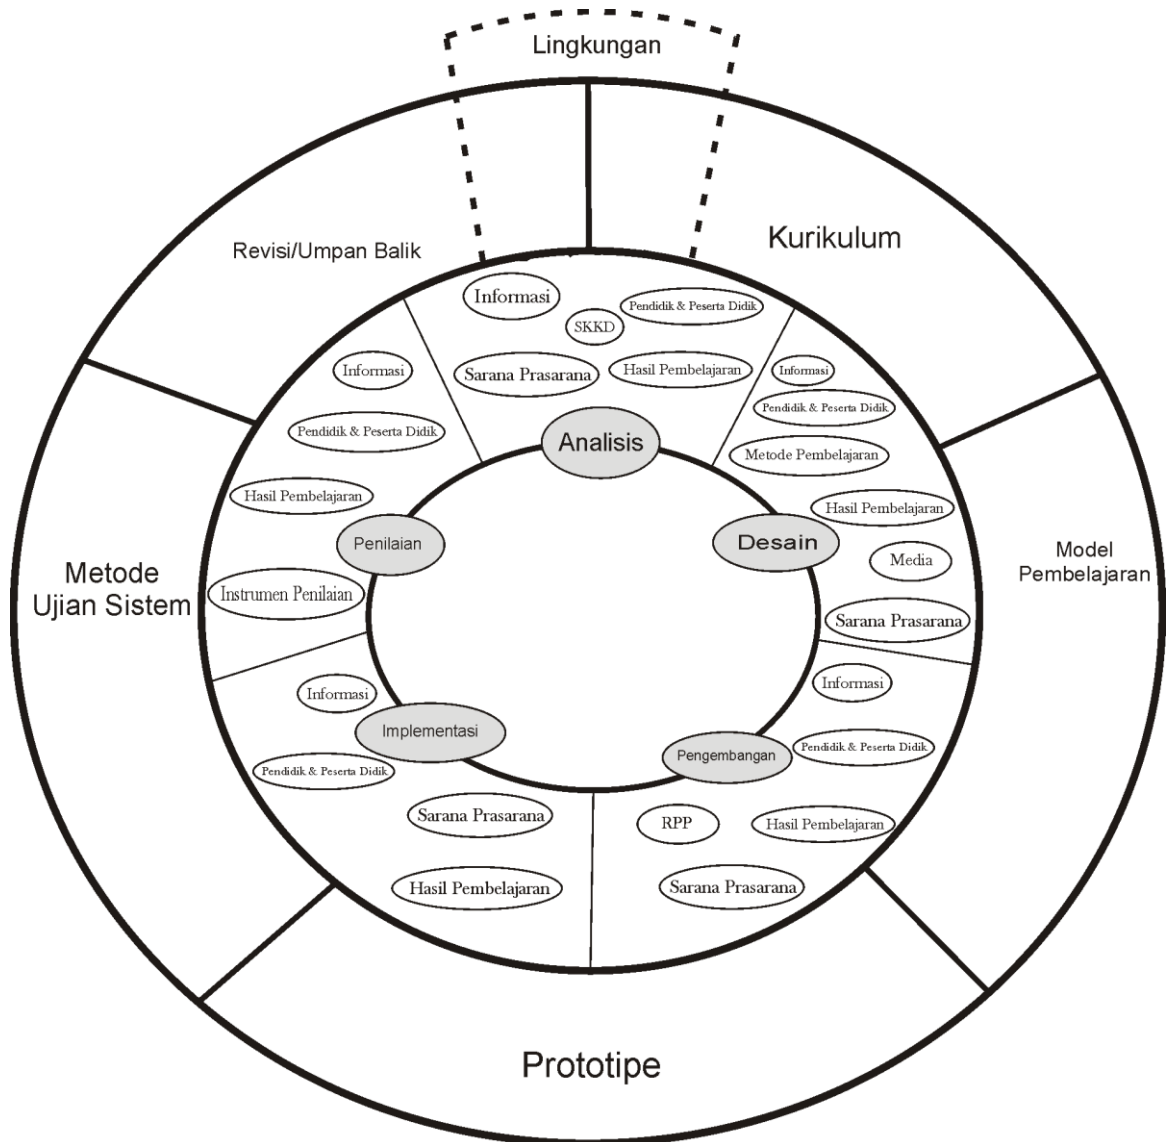 Lingkungan
Kurikulum
Revisi/Umpan Balik
Informasi
SKKD
Pendidik & Peserta Didik
Sarana Prasarana
Hasil Pembelajaran
Analisis
Informasi
Pendidik & Peserta Didik
Metode Pembelajaran
Hasil Pembelajaran
Desain
Media
Sarana Prasarana
Model
Pembelajaran
Informasi
Pendidik & Peserta Didik
Pengembangan
RPP
Hasil Pembelajaran
Sarana Prasarana
Prototipe
Informasi
Implementasi
Pendidik & Peserta Didik
Sarana Prasarana
Hasil Pembelajaran
Metode
Ujian Sistem
Informasi
Pendidik & Peserta Didik
Hasil Pembelajaran
Penilaian
Instrumen Penilaian